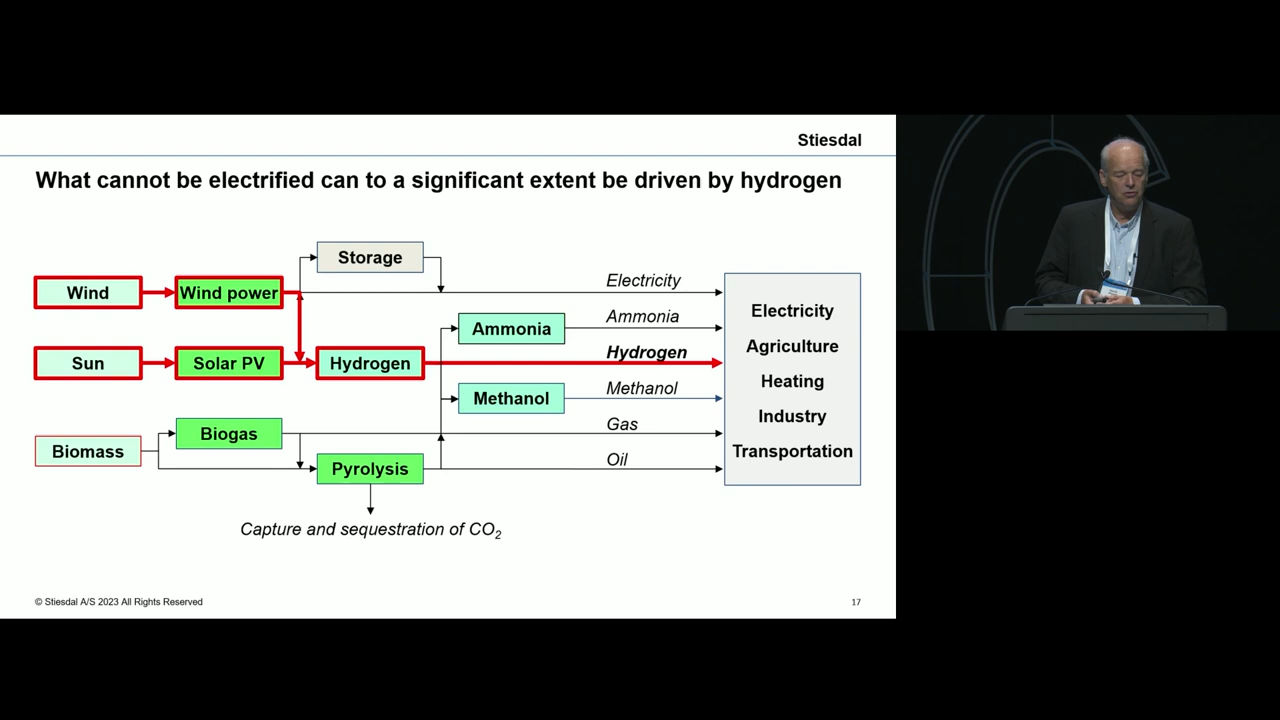 Stiesdal
What cannot be electrified can to a significant extent be driven by hydrogen
Storage
Wind
Wind power
Electricity
Ammonia
Ammonia
Sun
Solar PV
Hydrogen
Hydrogen
Methanol
Methanol
Biomass
Biogas
Gas
Pyrolysis
Oil
Electricity
Agriculture
Heating
Industry
Transportation
Capture and sequestration of CO₂
© Stiesdal A/S 2023 All Rights Reserved
17